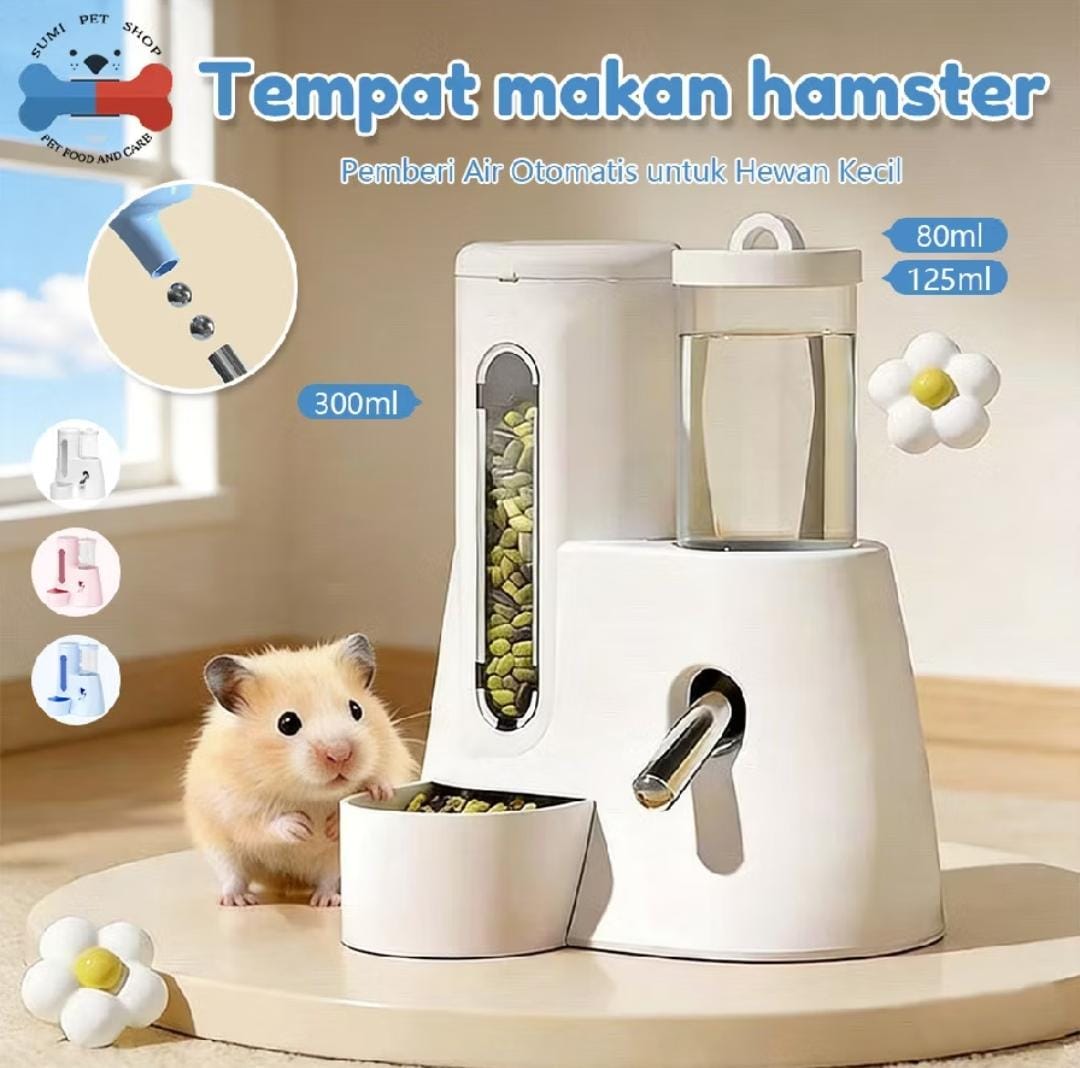 SUMI PET SHOP
PET FOOD AND CARE
Tempat makan hamster
Pemberi Air Otomatis untuk Hewan Kecil
80ml
125ml
300ml